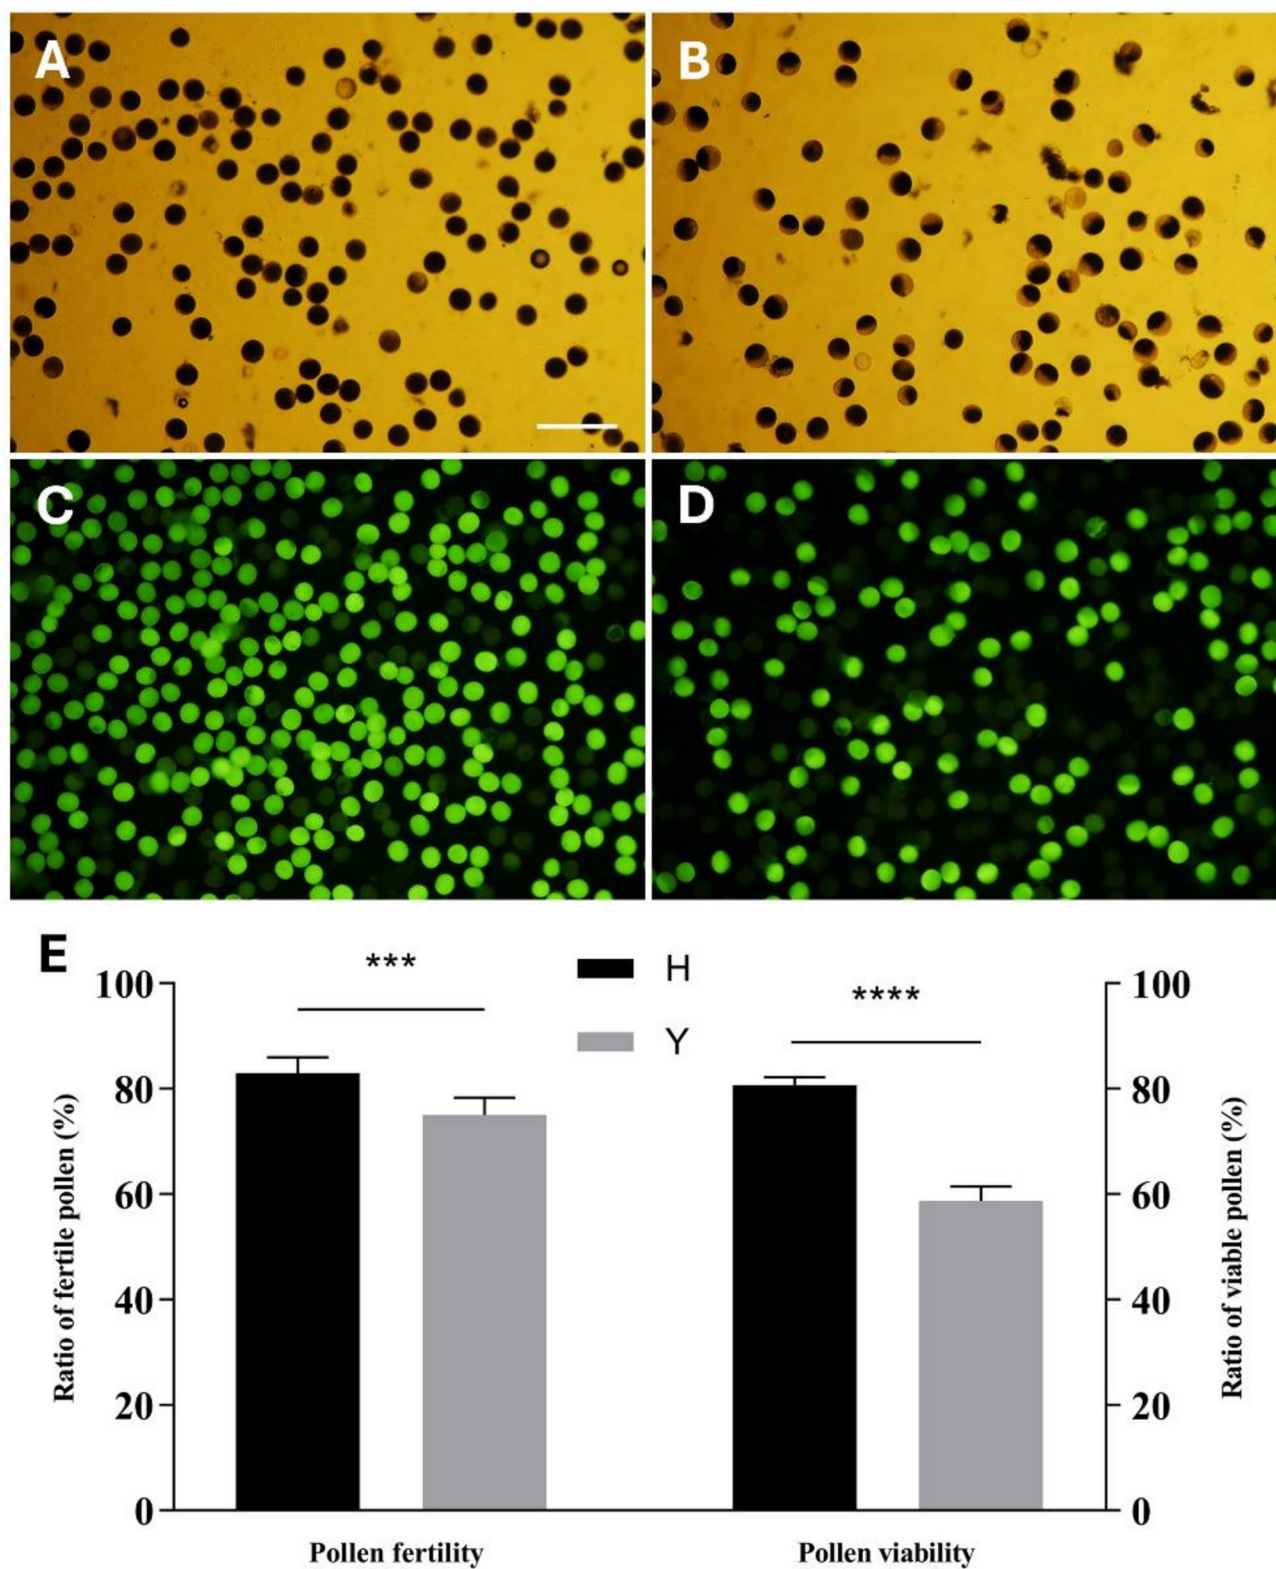 A
B
C
D
E
***
H
****
Y
100
80
60
40
20
0
Ratio of fertile pollen (%)
100
80
60
40
20
0
Ratio of viable pollen (%)
Pollen fertility
Pollen viability